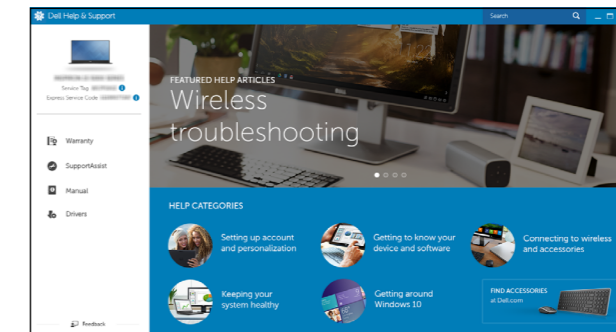 Dell Help & Support
Search
Service Tag:
Express Service Code:
Warranty
SupportAssist
Manual
Drivers
Feedback
FEATURED HELP ARTICLES
Wireless
troubleshooting
HELP CATEGORIES
Setting up account
and personalization
Getting to know your
device and software
Connecting to wireless
and accessories
Keeping your
system healthy
Getting around
Windows 10
FIND ACCESSORIES
at Dell.com